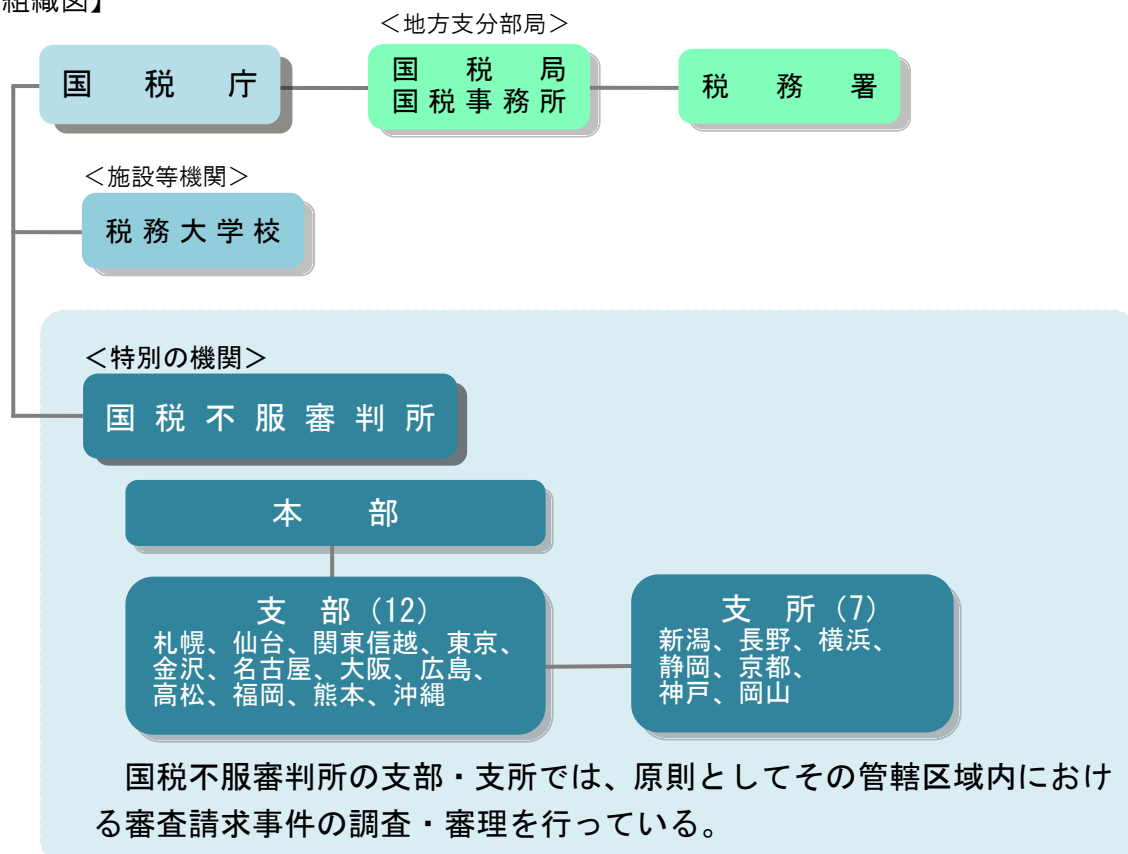 組織図】
＜地方支分部局＞
国税庁
国税局
国税事務所
税務署
＜施設等機関＞
税務大学校
＜特別の機関＞
国税不服審判所
本部
支部（12）
札幌、仙台、関東信越、東京、
金沢、名古屋、大阪、広島、
高松、福岡、熊本、沖縄
支所（7）
新潟、長野、横浜、
静岡、京都、
神戸、岡山
国税不服審判所の支部・支所では、原則としてその管轄区域内におけ
る審査請求事件の調査・審理を行っている。